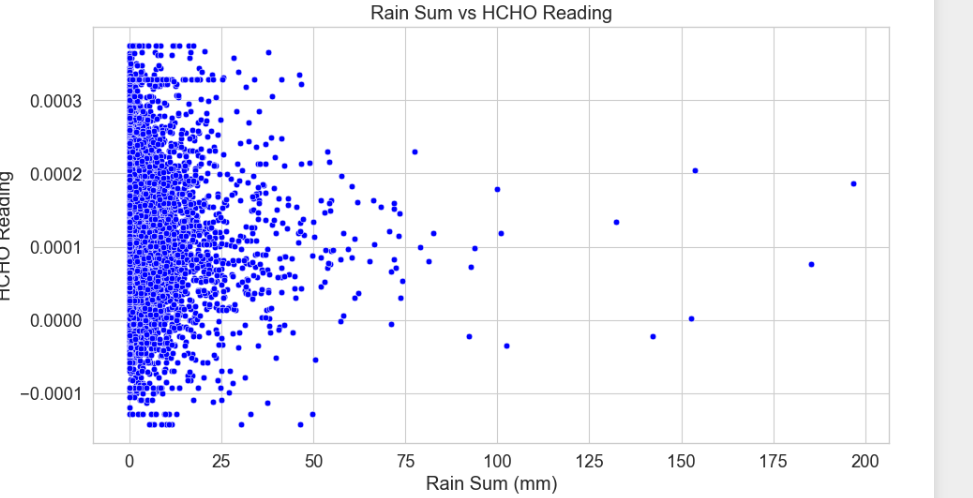 Rain Sum vs HCHO Reading
HCHO Reading
0.0003
0.0002
0.0001
0.0000
−0.0001
0 25 50 75 100 125 150 175 200
Rain Sum (mm)